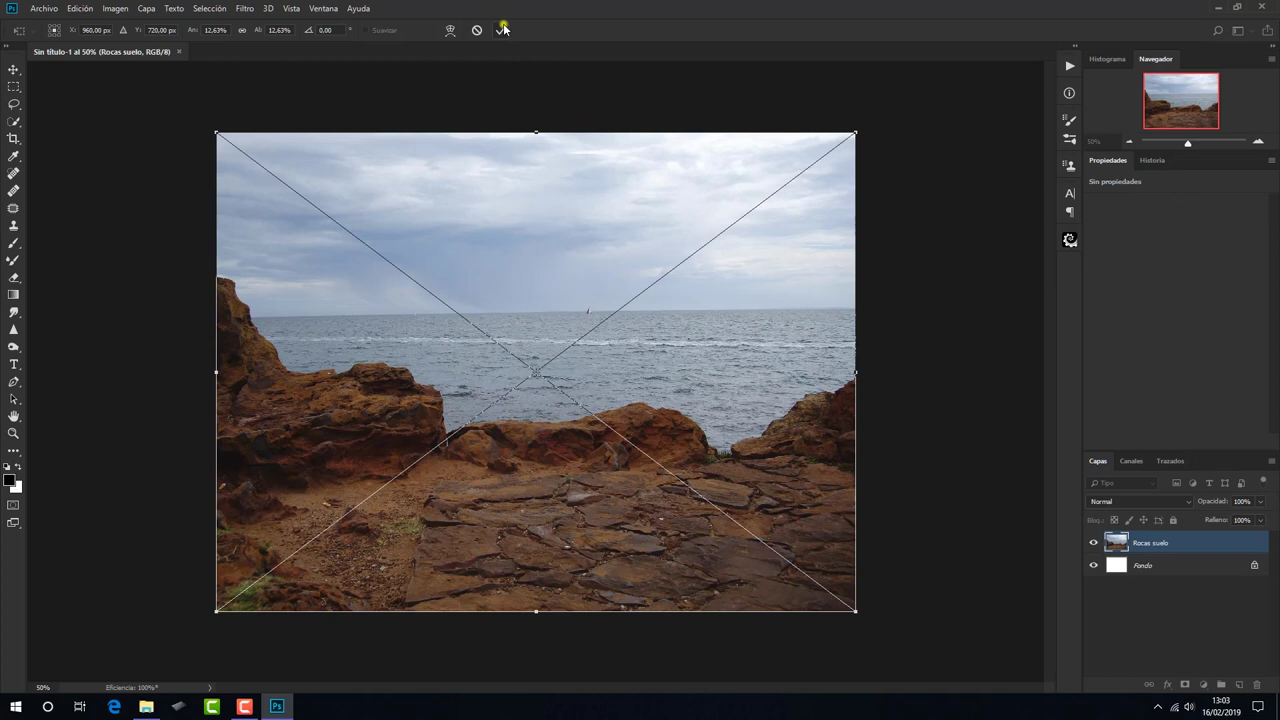 Ps Archivo Edición Imagen Capa Texto Selección Filtro 3D Vista Ventana Ayuda
X: 960,00 px Y: 720,00 px An: 12,63% Al: 12,63% 0,00 Suavizar
Sin título-1 al 50% (Rocas suelo, RGB/8) ×
Histograma Navegador
50%
Propiedades Historia
Sin propiedades
Capas Canales Trazados
Tipo
Normal Opacidad: 100%
Bloq.: Relleno: 100%
Rocas suelo
Fondo
50% Eficiencia: 100%*
Ps
13:03
16/02/2019